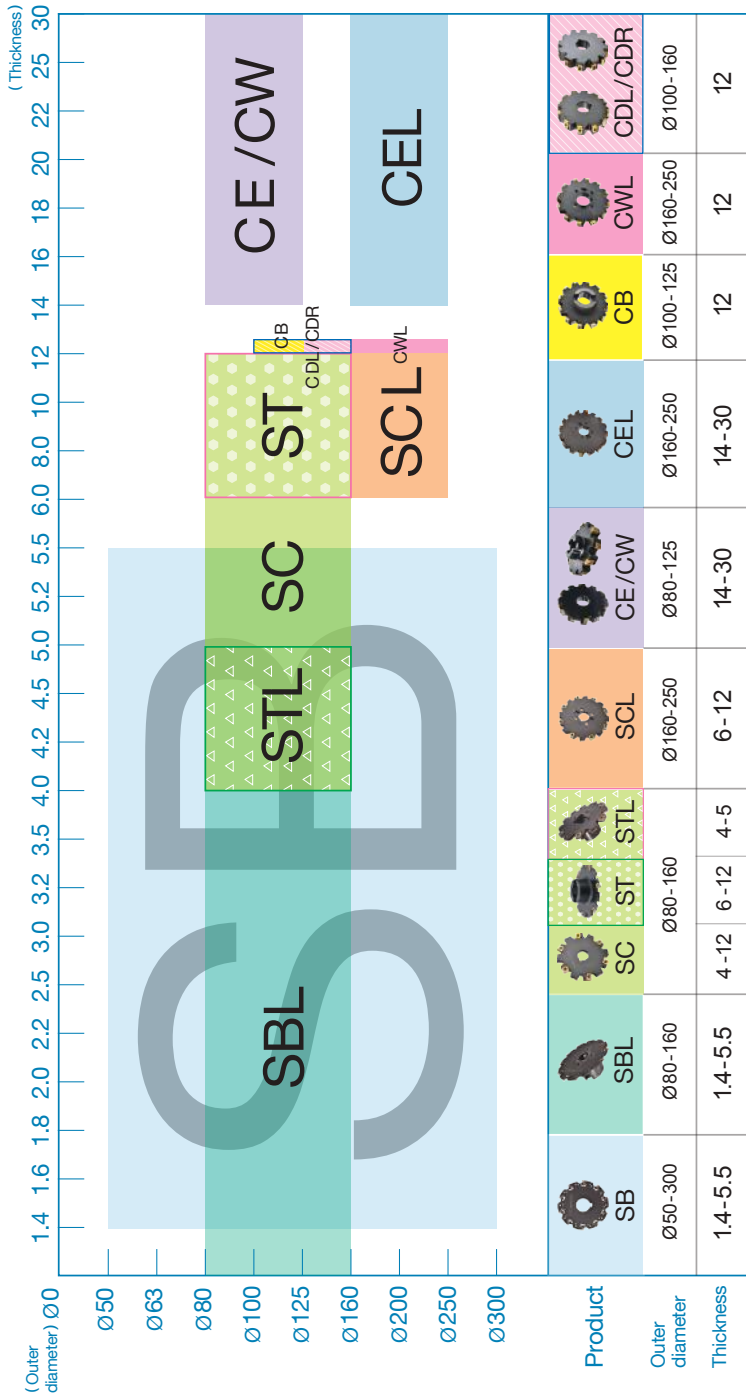 (Thickness)
1.4 1.6 1.8 2.0 2.2 2.5 3.0 3.2 3.5 4.0 4.2 4.5 5.0 5.2 5.5 6.0 8.0 10 12 14 16 18 20 22 25 30
(Outer
diameter)
Ø0
Ø50
Ø63
Ø80
Ø100
Ø125
Ø160
Ø200
Ø250
Ø300
SB
SBL
STL
SC
ST
SCL
CB
CDL/CDR
CWL
CE/CW
CEL
Product SB SBL SC ST STL SCL CE/CW CEL CB CWL CDL/CDR
Outer
diameter
Ø50-300 Ø80-160 Ø80-160 Ø160-250 Ø80-125 Ø160-250 Ø100-125 Ø160-250 Ø100-160
Thickness 1.4-5.5 1.4-5.5 4-12 6-12 4-5 6-12 14-30 14-30 12 12 12